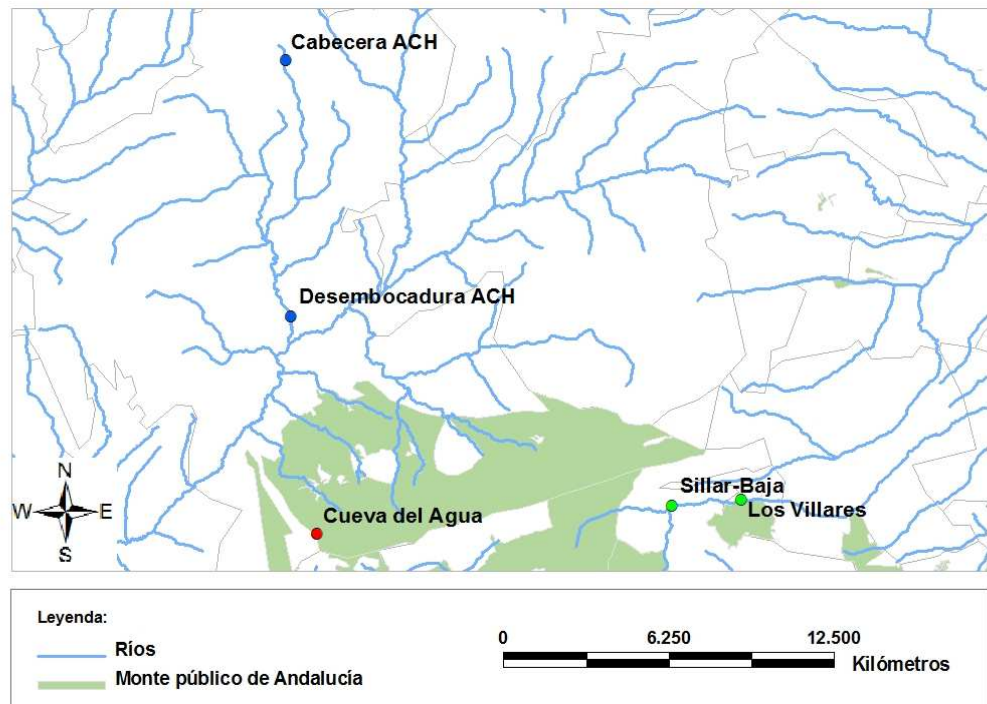 Cabecera ACH
Desembocadura ACH
Sillar-Baja
Los Villares
Cueva del Agua
N
W
E
S
Leyenda:
Ríos
Monte público de Andalucía
0
6.250
12.500
Kilómetros